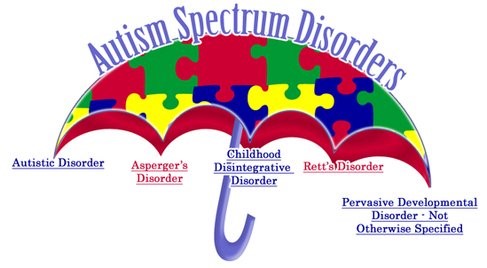 Autism Spectrum Disorders
Autistic Disorder
Asperger's
Disorder
Childhood
Disintegrative
Disorder
Rett's Disorder
Pervasive Developmental
Disorder - Not
Otherwise Specified